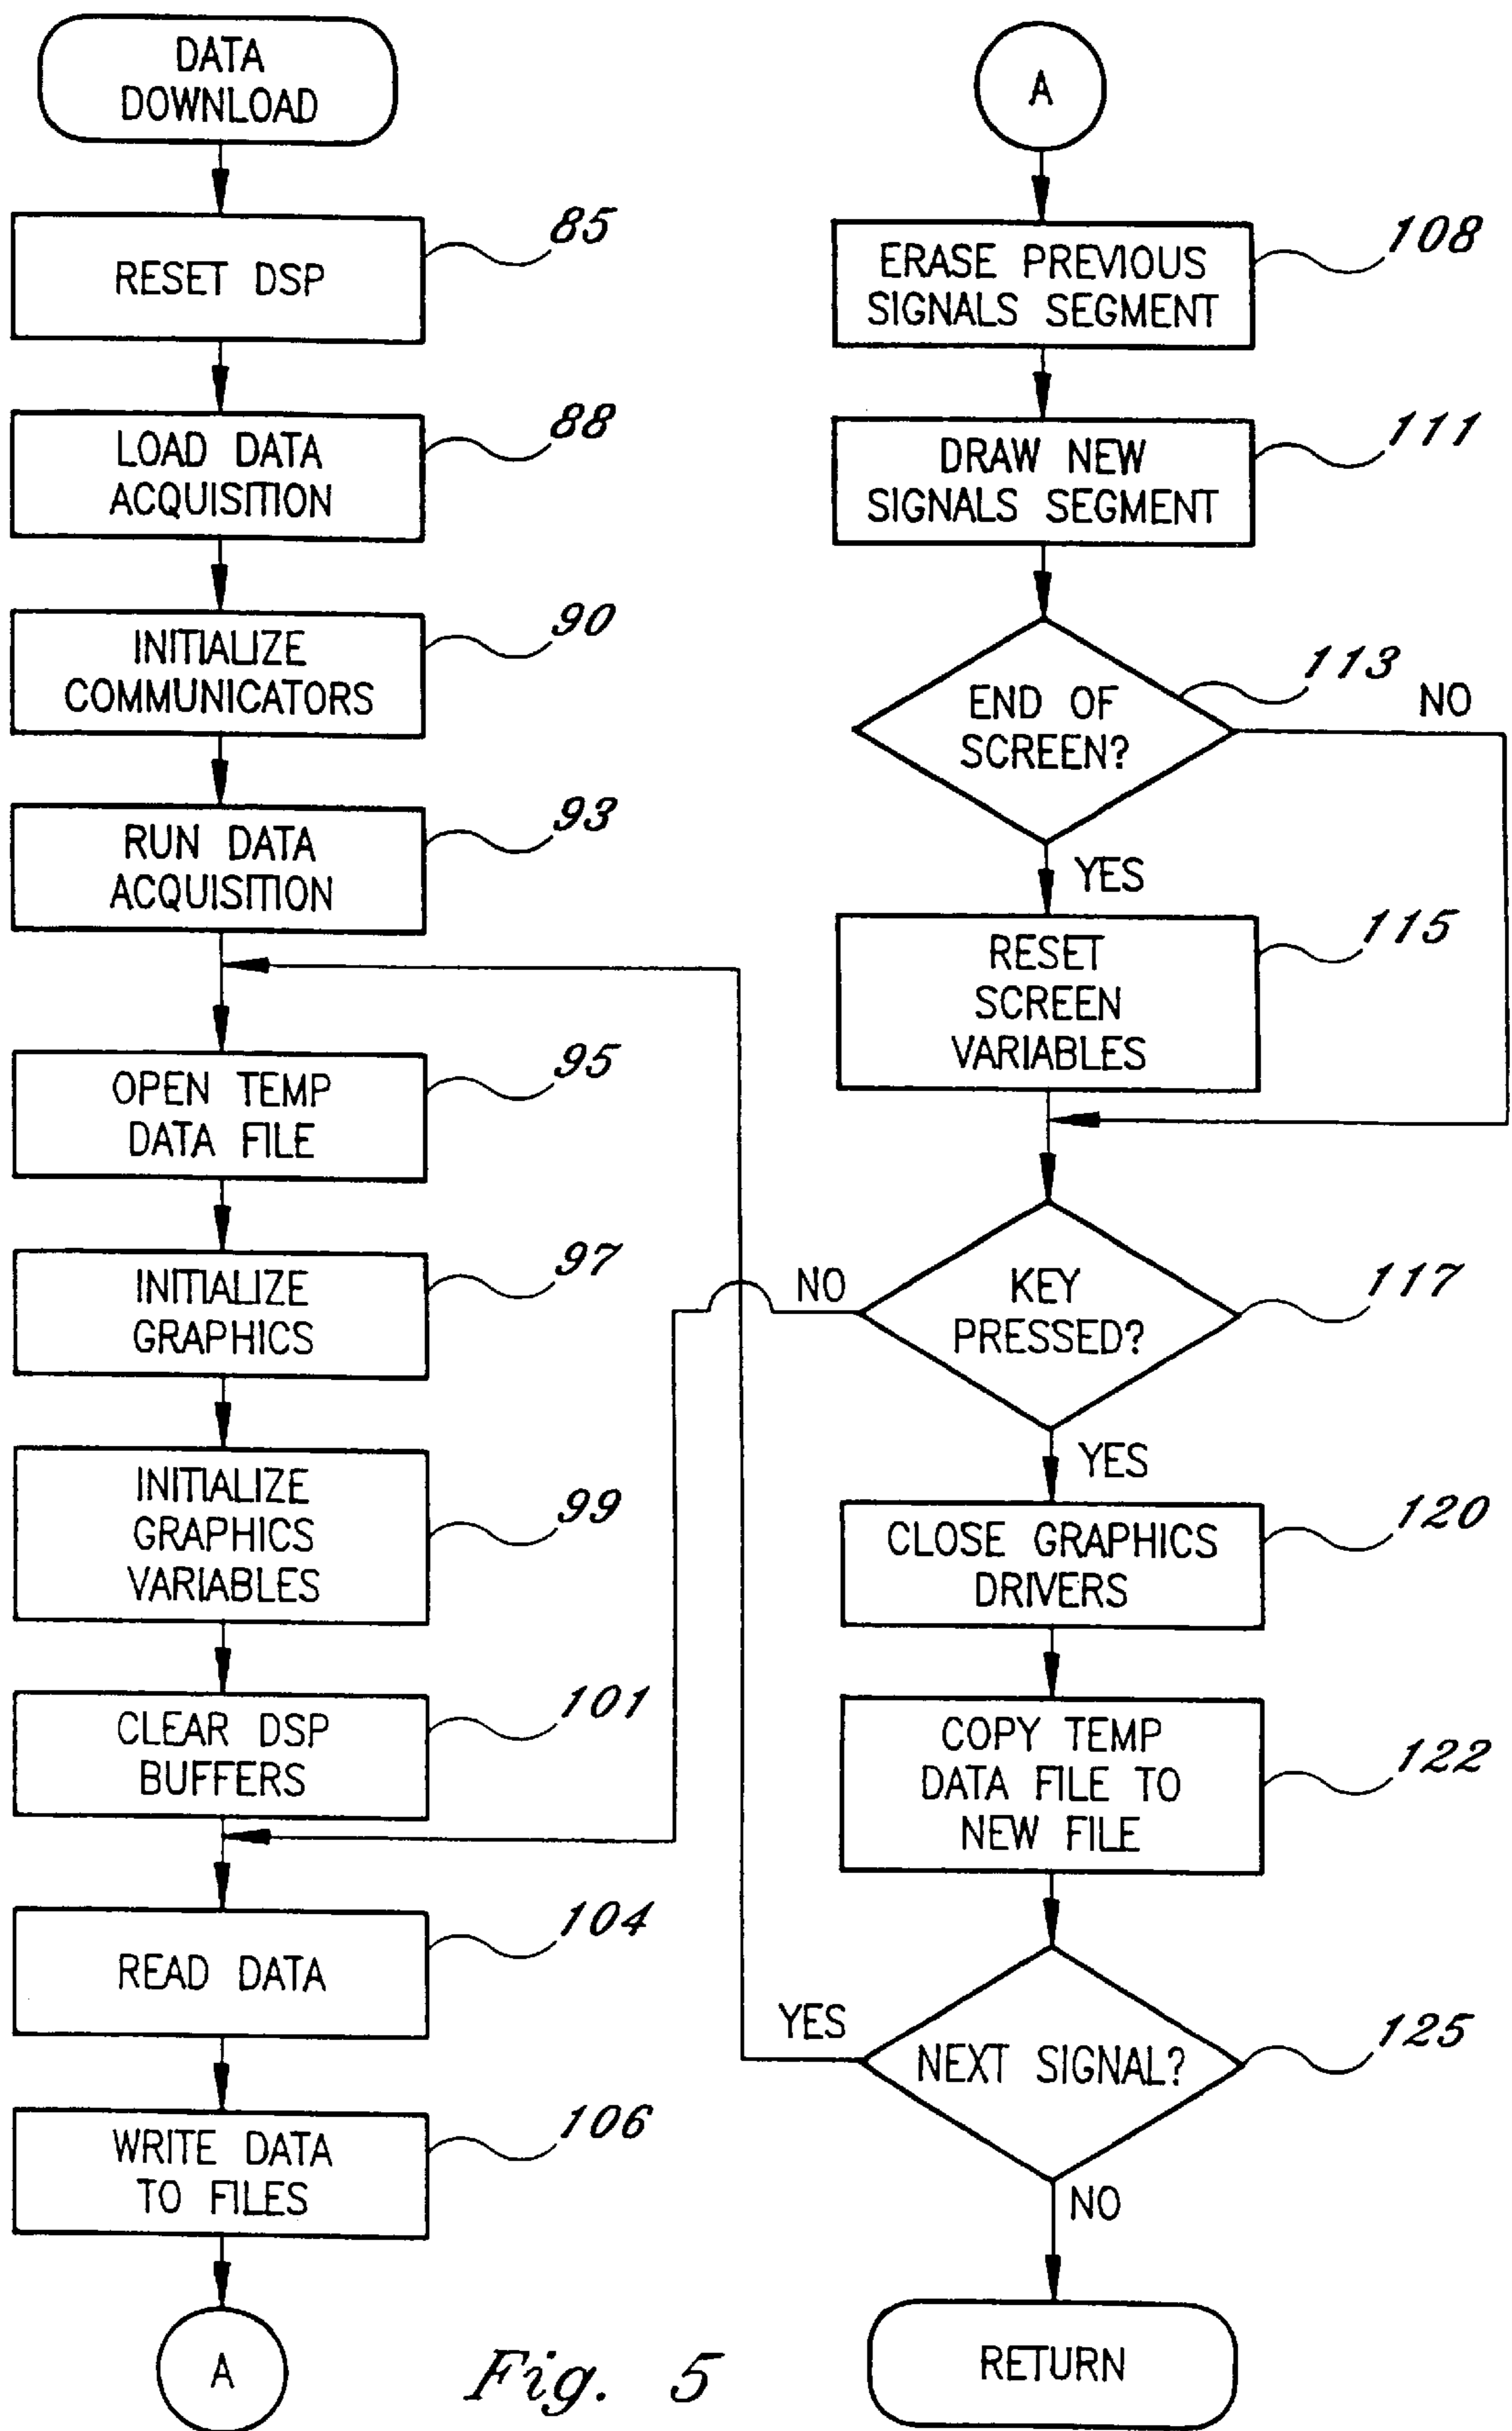 DATA
DOWNLOAD
RESET DSP
85
LOAD DATA
ACQUISITION
88
INITIALIZE
COMMUNICATORS
90
RUN DATA
ACQUISITION
93
OPEN TEMP
DATA FILE
95
INITIALIZE
GRAPHICS
97
INITIALIZE
GRAPHICS
VARIABLES
99
CLEAR DSP
BUFFERS
101
READ DATA
104
WRITE DATA
TO FILES
106
A
A
ERASE PREVIOUS
SIGNALS SEGMENT
108
DRAW NEW
SIGNALS SEGMENT
111
END OF
SCREEN?
113
NO
YES
RESET
SCREEN
VARIABLES
115
KEY
PRESSED?
117
NO
YES
CLOSE GRAPHICS
DRIVERS
120
COPY TEMP
DATA FILE TO
NEW FILE
122
NEXT SIGNAL?
125
YES
NO
RETURN
Fig. 5